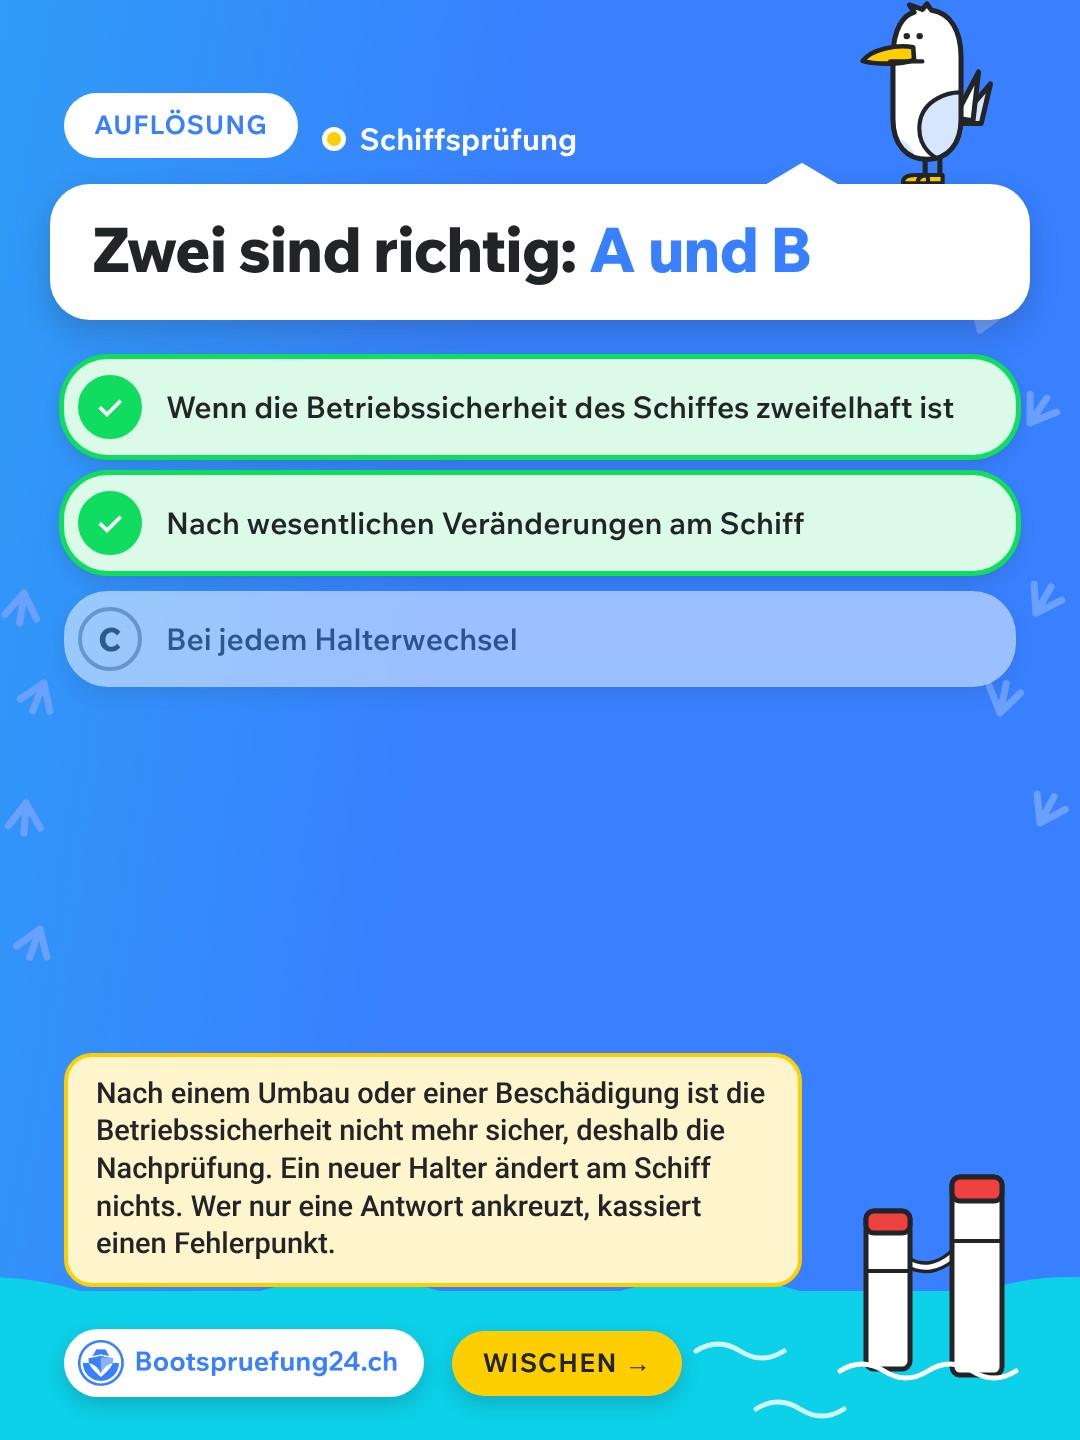 AUFLÖSUNG
Schiffsprüfung
Zwei sind richtig: A und B
Wenn die Betriebssicherheit des Schiffes zweifelhaft ist
Nach wesentlichen Veränderungen am Schiff
C Bei jedem Halterwechsel
Nach einem Umbau oder einer Beschädigung ist die
Betriebssicherheit nicht mehr sicher, deshalb die
Nachprüfung. Ein neuer Halter ändert am Schiff
nichts. Wer nur eine Antwort ankreuzt, kassiert
einen Fehlerpunkt.
Bootspruefung24.ch
WISCHEN →